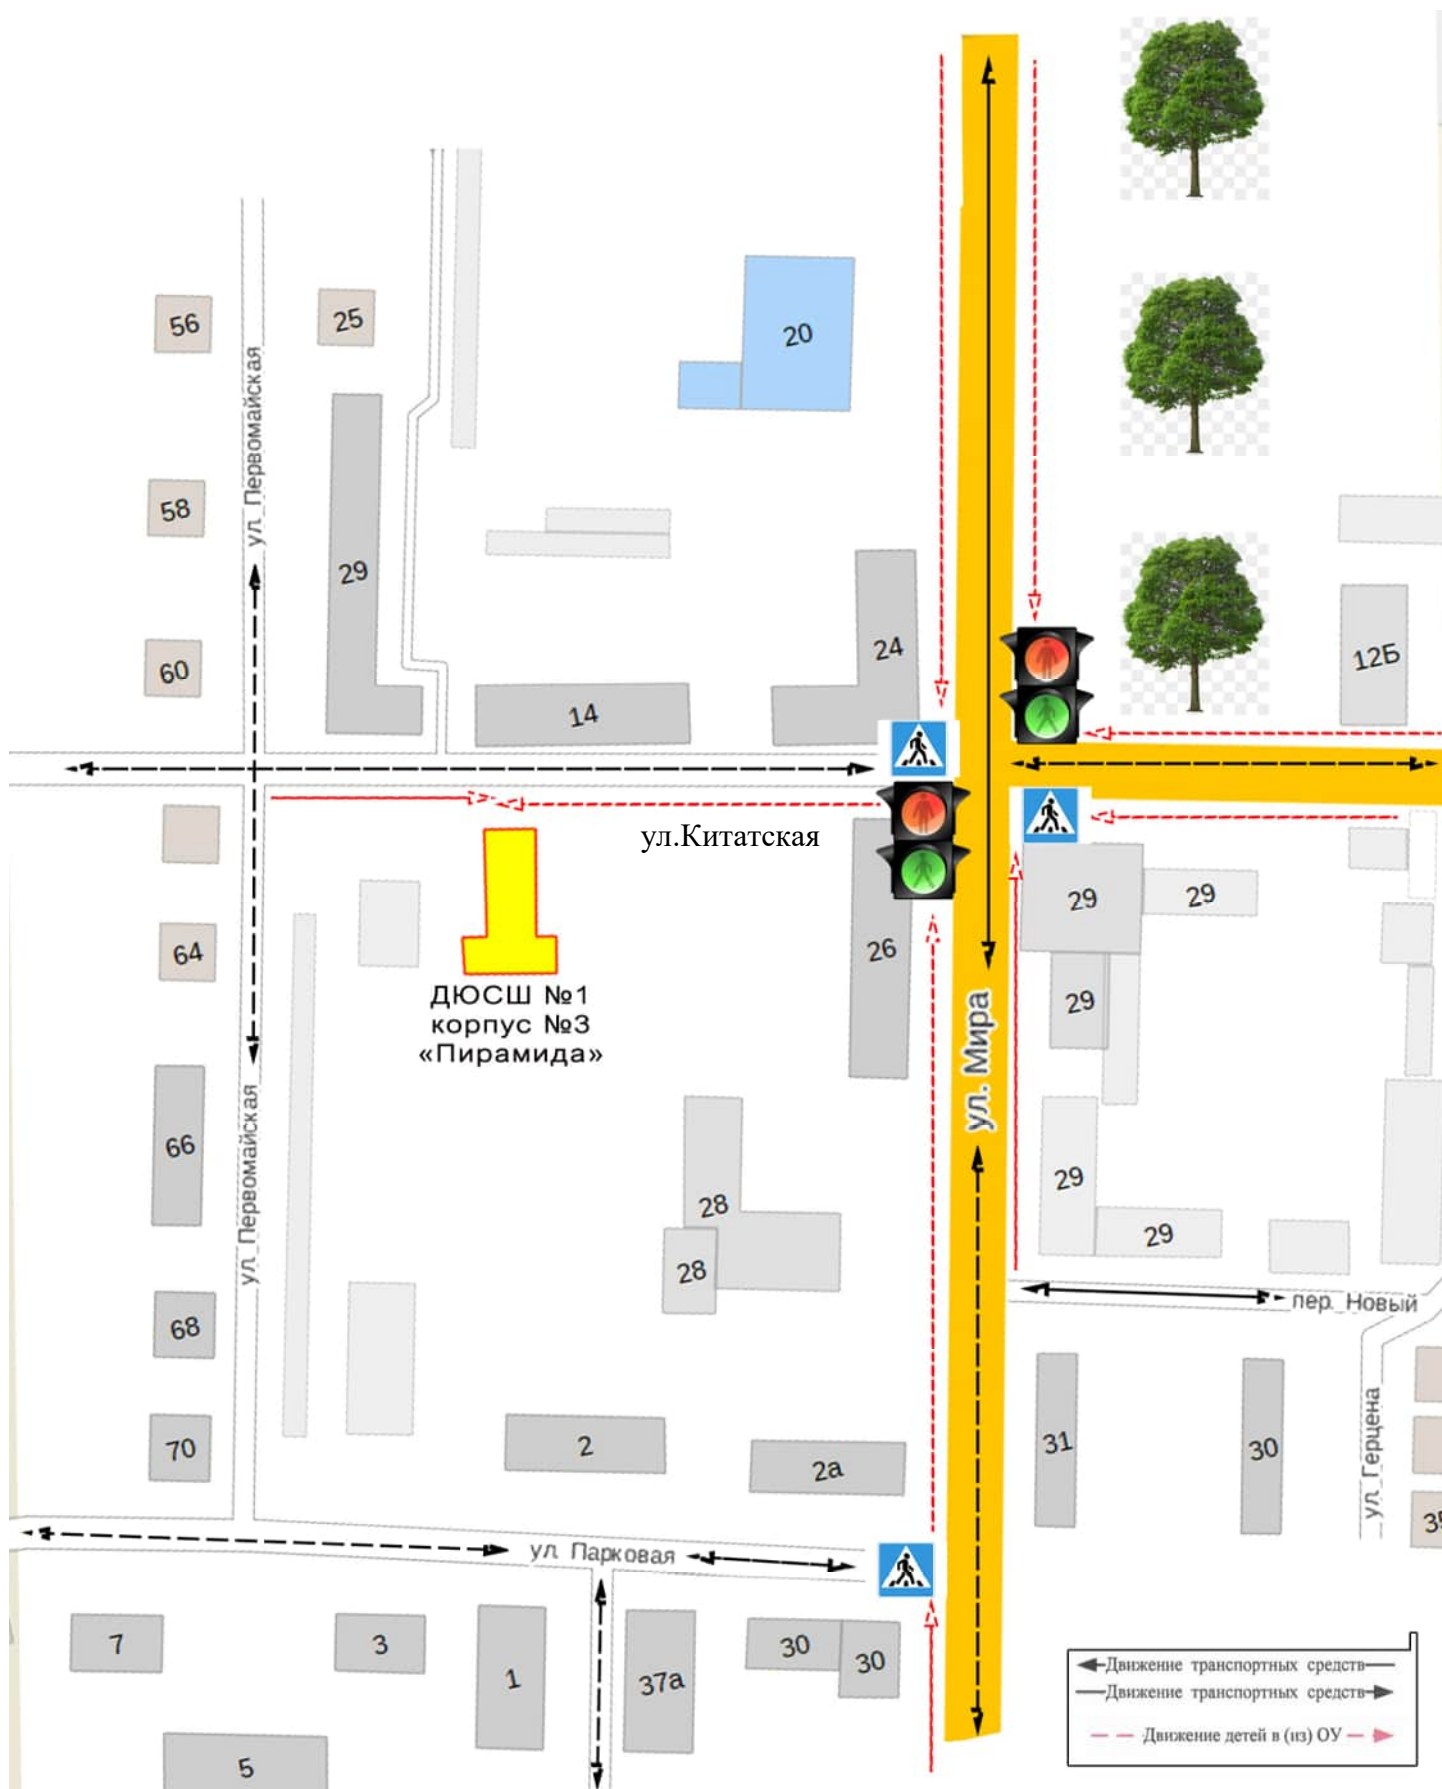 56
25
20
ул. Первомайская
58
29
60
24
14
12Б
ул.Китатская
29
29
64
26
29
ДЮСШ №1
корпус №3
«Пирамида»
ул. Мира
66
ул. Первомайская
28
29
28
29
68
пер. Новый
70
2
2а
31
30
ул. Герцена
ул. Парковая
7
3
1
37а
30
30
5
Движение транспортных средств
Движение транспортных средств
Движение детей в (из) ОУ